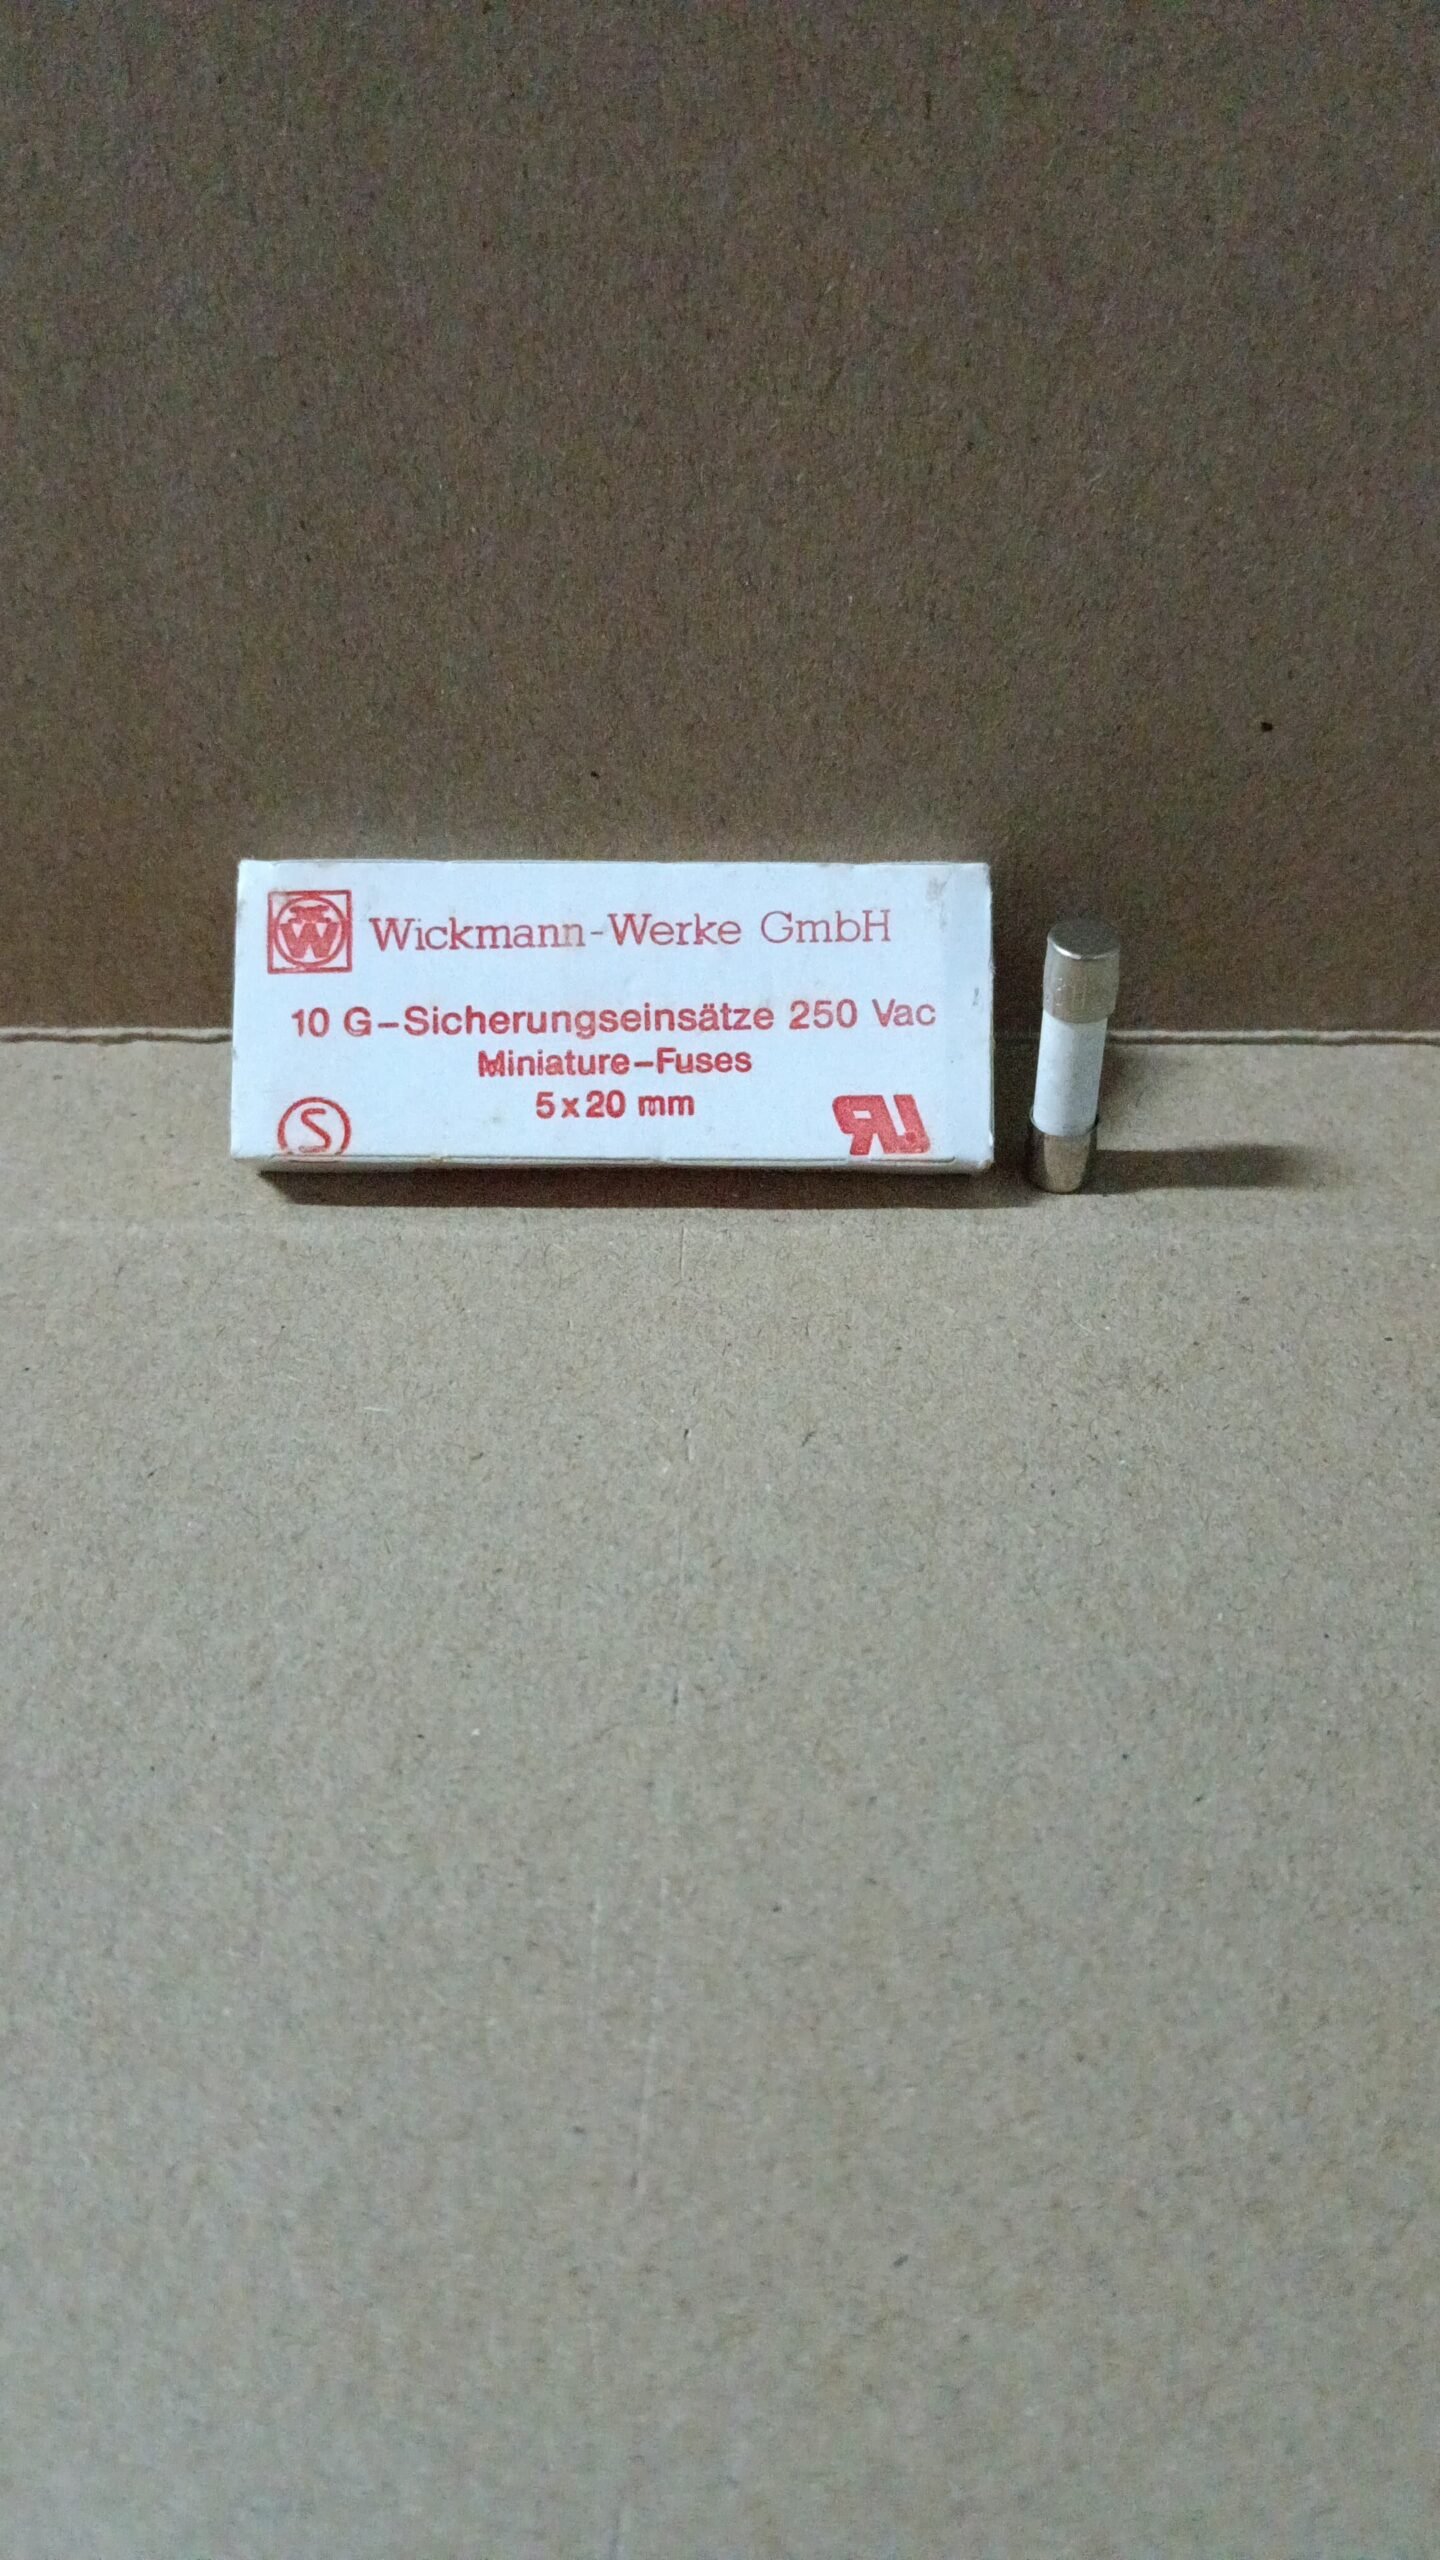 W
Wickmann-Werke GmbH
10 G-Sicherungseinsätze 250 Vac
Miniature-Fuses
5x20 mm
S